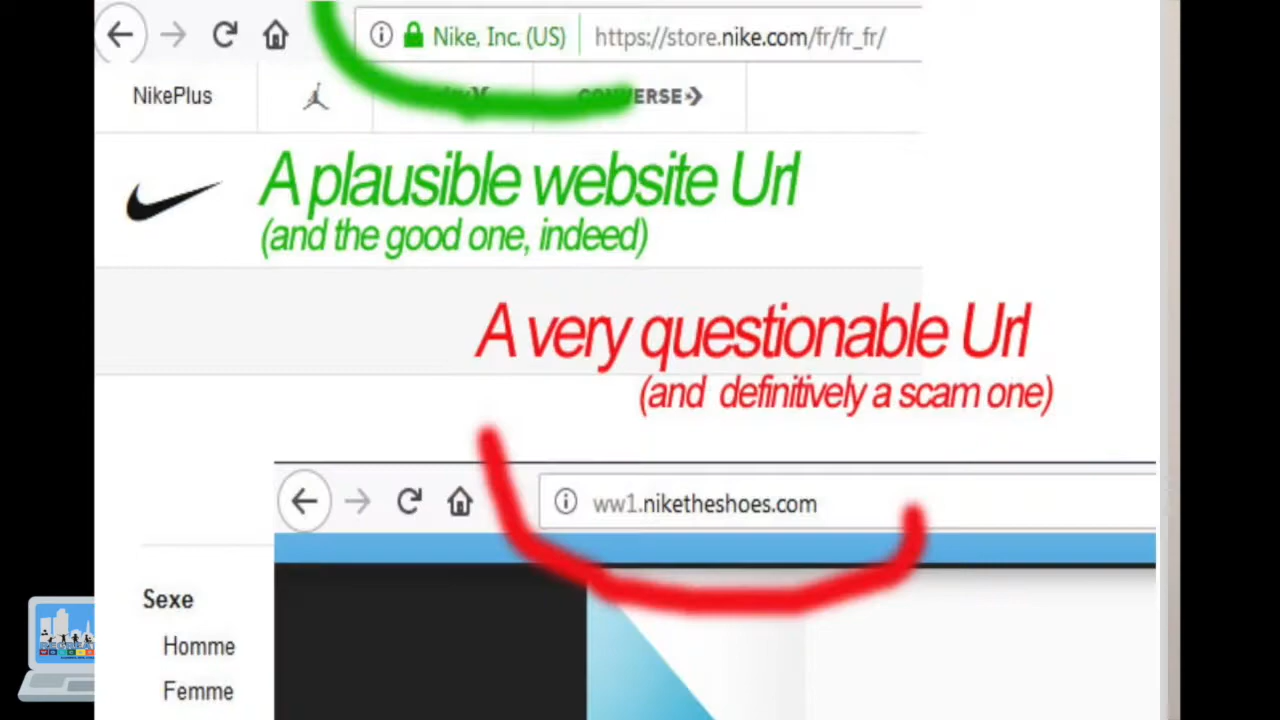 Nike, Inc. (US) https://store.nike.com/fr/fr_fr/
NikePlus
CONVERSE
A plausible website Url
(and the good one, indeed)
A very questionable Url
(and definitively a scam one)
ww1.niketheshoes.com
Sexe
Homme
Femme